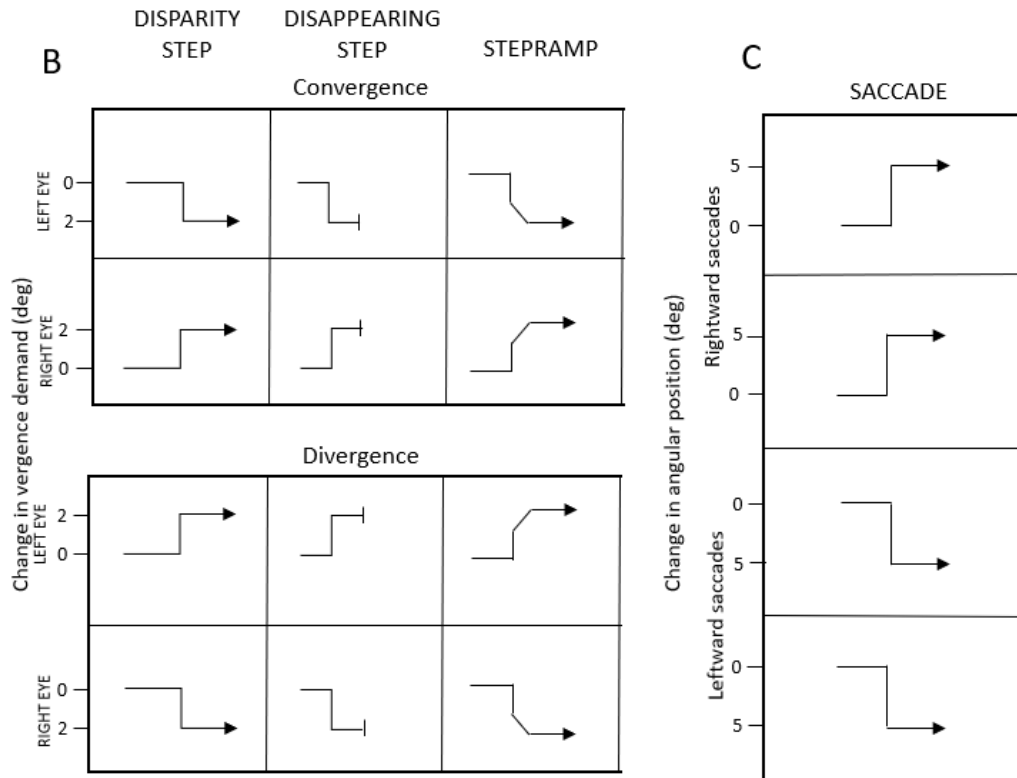 B
DISPARITY
STEP
DISAPPEARING
STEP
STEPRAMP
Convergence
Change in vergence demand (deg)
LEFT EYE
0
2
RIGHT EYE
2
0
Divergence
LEFT EYE
2
0
RIGHT EYE
0
2
C
SACCADE
Change in angular position (deg)
Rightward saccades
5
0
5
0
Leftward saccades
0
5
0
5